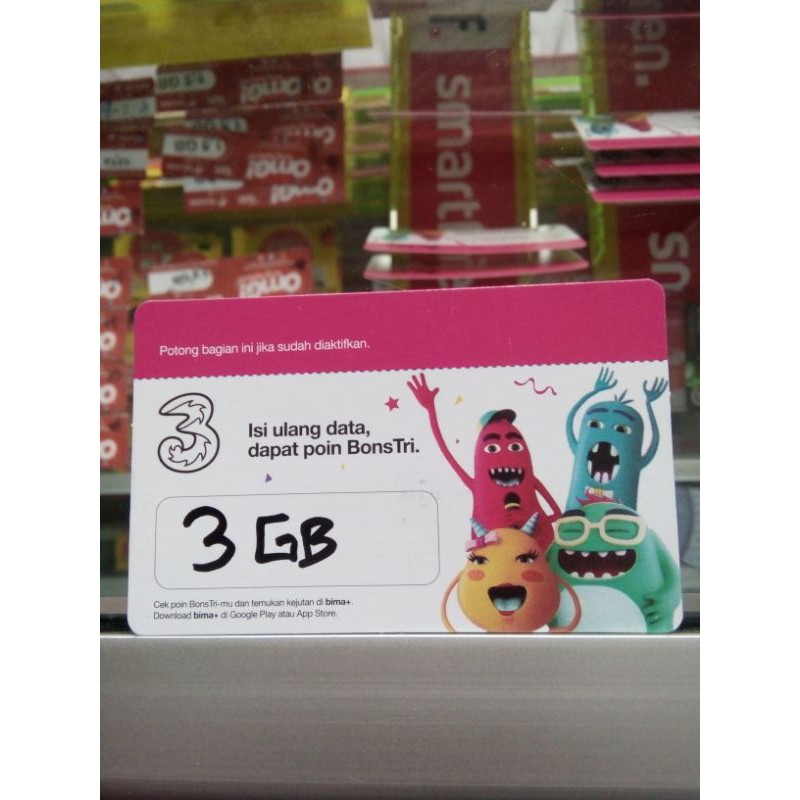 smart
en.
Potong bagian ini jika sudah diaktifkan.
3
Isi ulang data,
dapat poin BonsTri.
3 GB
Cek poin BonsTri-mu dan temukan kejutan di bima+.
Download bima+ di Google Play atau App Store.